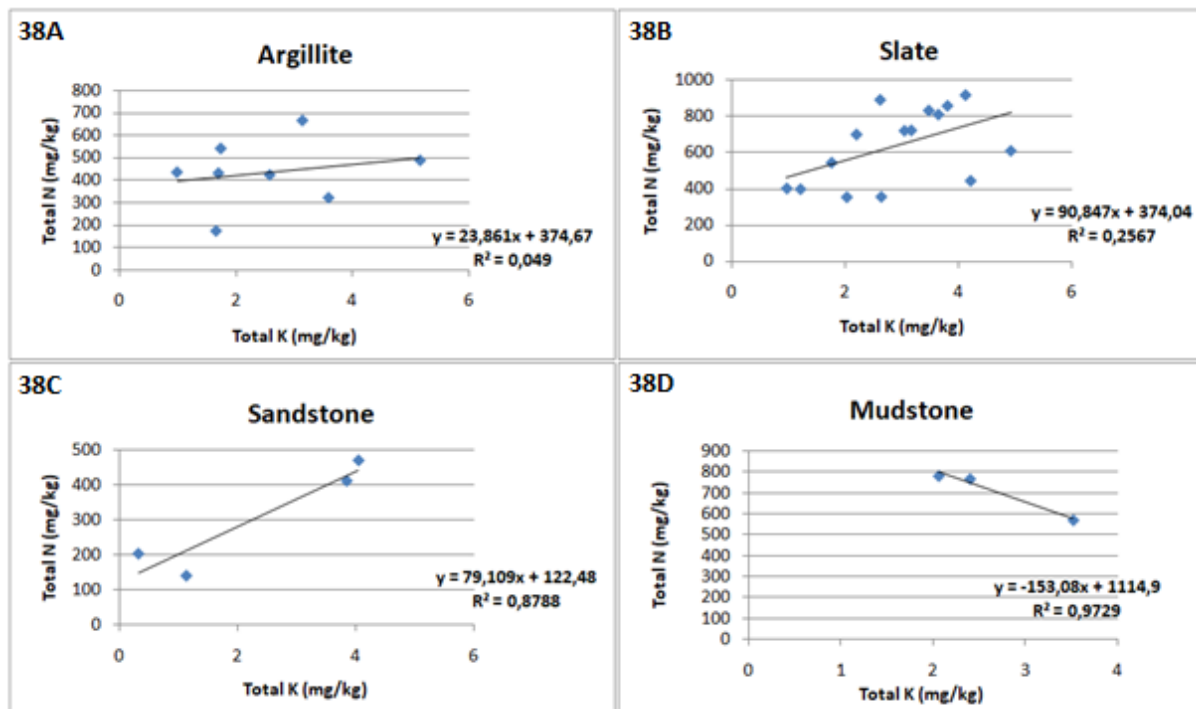 38A
Argillite
Total N (mg/kg)
800
700
600
500
400
300
200
100
0
0 2 4 6
y = 23,861x + 374,67
R² = 0,049
Total K (mg/kg)
38B
Slate
Total N (mg/kg)
1000
800
600
400
200
0
0 2 4 6
y = 90,847x + 374,04
R² = 0,2567
Total K (mg/kg)
38C
Sandstone
Total N (mg/kg)
500
400
300
200
100
0
0 2 4 6
y = 79,109x + 122,48
R² = 0,8788
Total K (mg/kg)
38D
Mudstone
Total N (mg/kg)
900
800
700
600
500
400
300
200
100
0
0 1 2 3 4
y = -153,08x + 1114,9
R² = 0,9729
Total K (mg/kg)